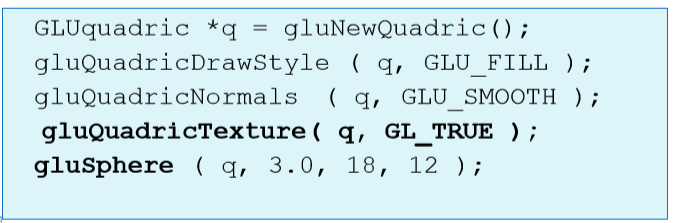 GLUquadric *q = gluNewQuadric();
gluQuadricDrawStyle ( q, GLU_FILL );
gluQuadricNormals ( q, GLU_SMOOTH );
gluQuadricTexture( q, GL_TRUE );
gluSphere ( q, 3.0, 18, 12 );